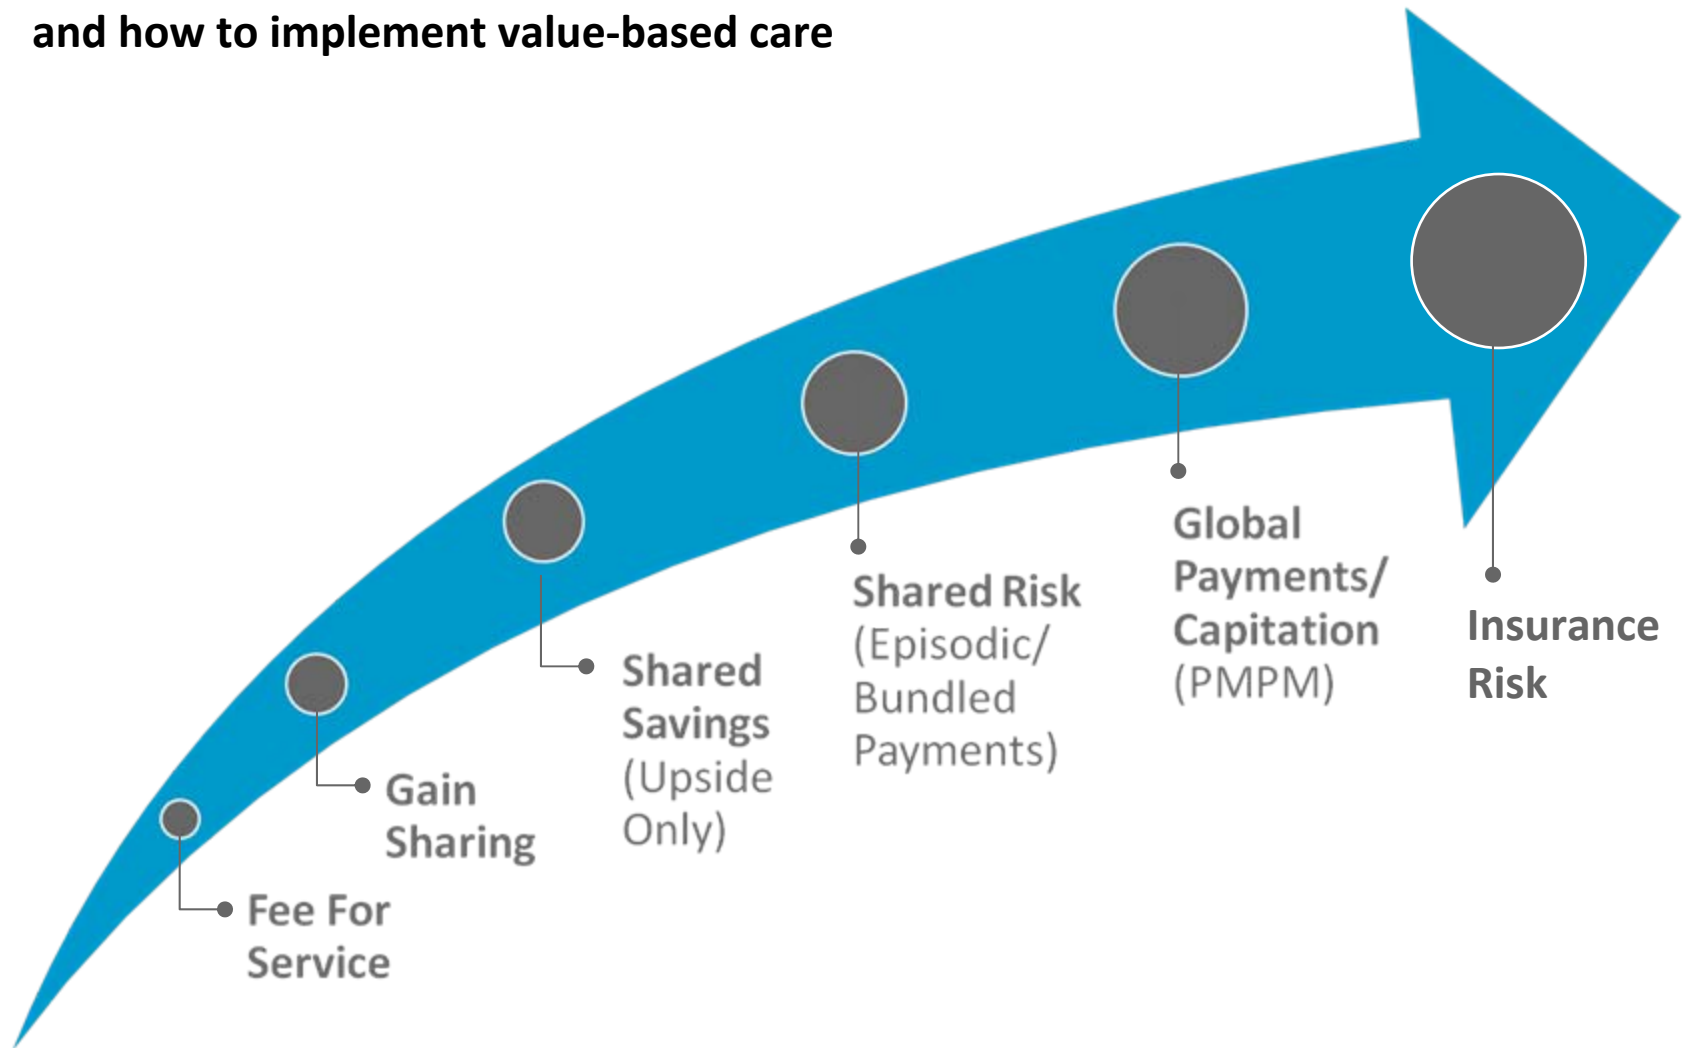 and how to implement value-based care
Fee For
Service
Gain
Sharing
Shared
Savings
(Upside
Only)
Shared Risk
(Episodic/
Bundled
Payments)
Global
Payments/
Capitation
(PMPM)
Insurance
Risk